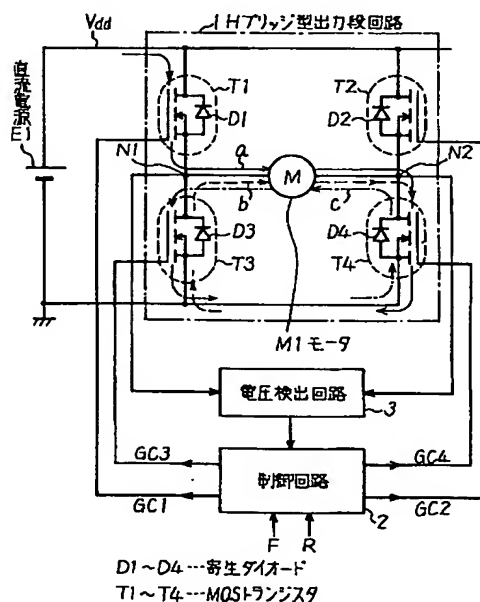 1 Hブリッジ型出力段回路
Vdd
直流電源
E1
T1
D1
T2
D2
N1
a
M
N2
b
c
D3
T3
D4
T4
M1 モータ
電圧検出回路
3
GC3
GC4
制御回路
GC1
2
GC2
F
R
D1~D4…寄生ダイオード
T1~T4…MOSトランジスタ